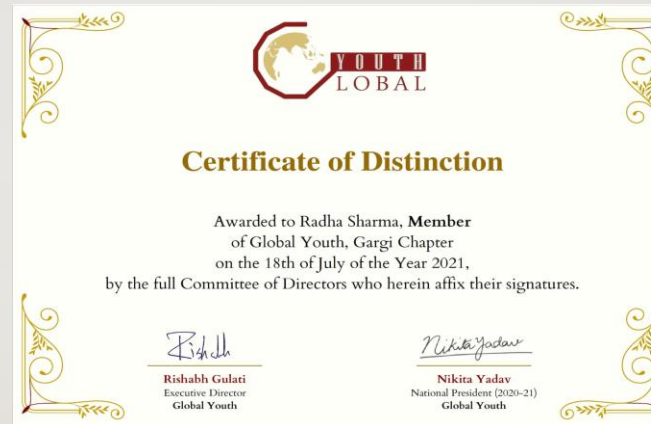 YOUTH
LOBAL
Certificate of Distinction
Awarded to Radha Sharma, Member
of Global Youth, Gargi Chapter
on the 18th of July of the Year 2021,
by the full Committee of Directors who herein affix their signatures.
Rishabh
Nikita Yadav
Rishabh Gulati
Nikita Yadav
Executive Director
National President (2020-21)
Global Youth
Global Youth